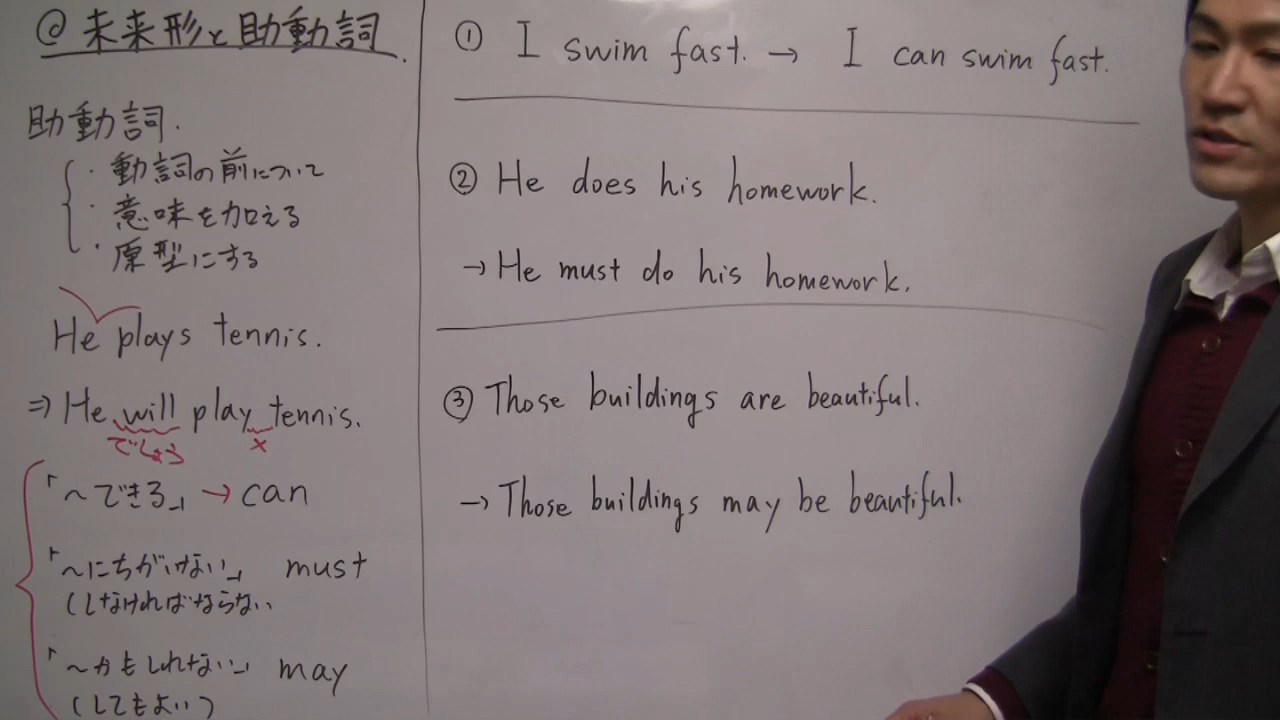 @ 未来形と助動詞.
助動詞.
・動詞の前について
・意味を加える
・原型にする
He plays tennis.
⇒ He will play tennis.
でしょう ×
「〜できる」→ can
「〜にちがいない」 must
(しなければならない
「〜かもしれない」 may
(してもよい)
① I swim fast. → I can swim fast.
② He does his homework.
→ He must do his homework.
③ Those buildings are beautiful.
→ Those buildings may be beautiful.